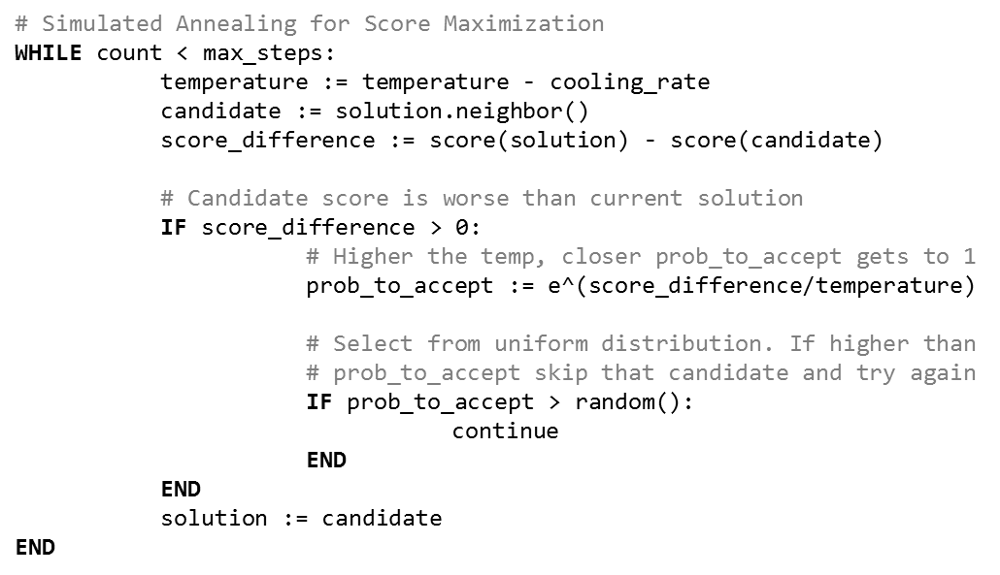 # Simulated Annealing for Score Maximization
WHILE count < max_steps:
temperature := temperature - cooling_rate
candidate := solution.neighbor()
score_difference := score(solution) - score(candidate)
# Candidate score is worse than current solution
IF score_difference > 0:
# Higher the temp, closer prob_to_accept gets to 1
prob_to_accept := e^(score_difference/temperature)
# Select from uniform distribution. If higher than
# prob_to_accept skip that candidate and try again
IF prob_to_accept > random():
continue
END
END
solution := candidate
END